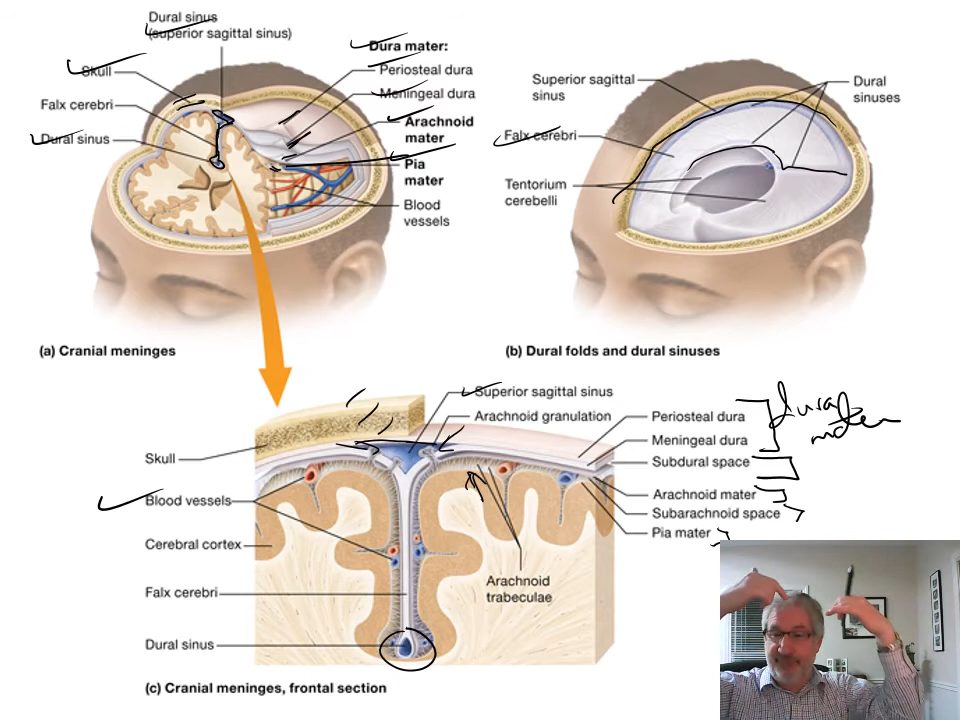 Dural sinus
(superior sagittal sinus)
Skull
Falx cerebri
Dural sinus
Dura mater:
Periosteal dura
Meningeal dura
Arachnoid
mater
Pia
mater
Blood
vessels
(a) Cranial meninges
Superior sagittal
sinus
Falx cerebri
Tentorium
cerebelli
Dural
sinuses
(b) Dural folds and dural sinuses
Superior sagittal sinus
Arachnoid granulation
Skull
Blood vessels
Cerebral cortex
Falx cerebri
Dural sinus
Periosteal dura
Meningeal dura
Subdural space
Arachnoid mater
Subarachnoid space
Pia mater
Arachnoid
trabeculae
dura
mater
(c) Cranial meninges, frontal section